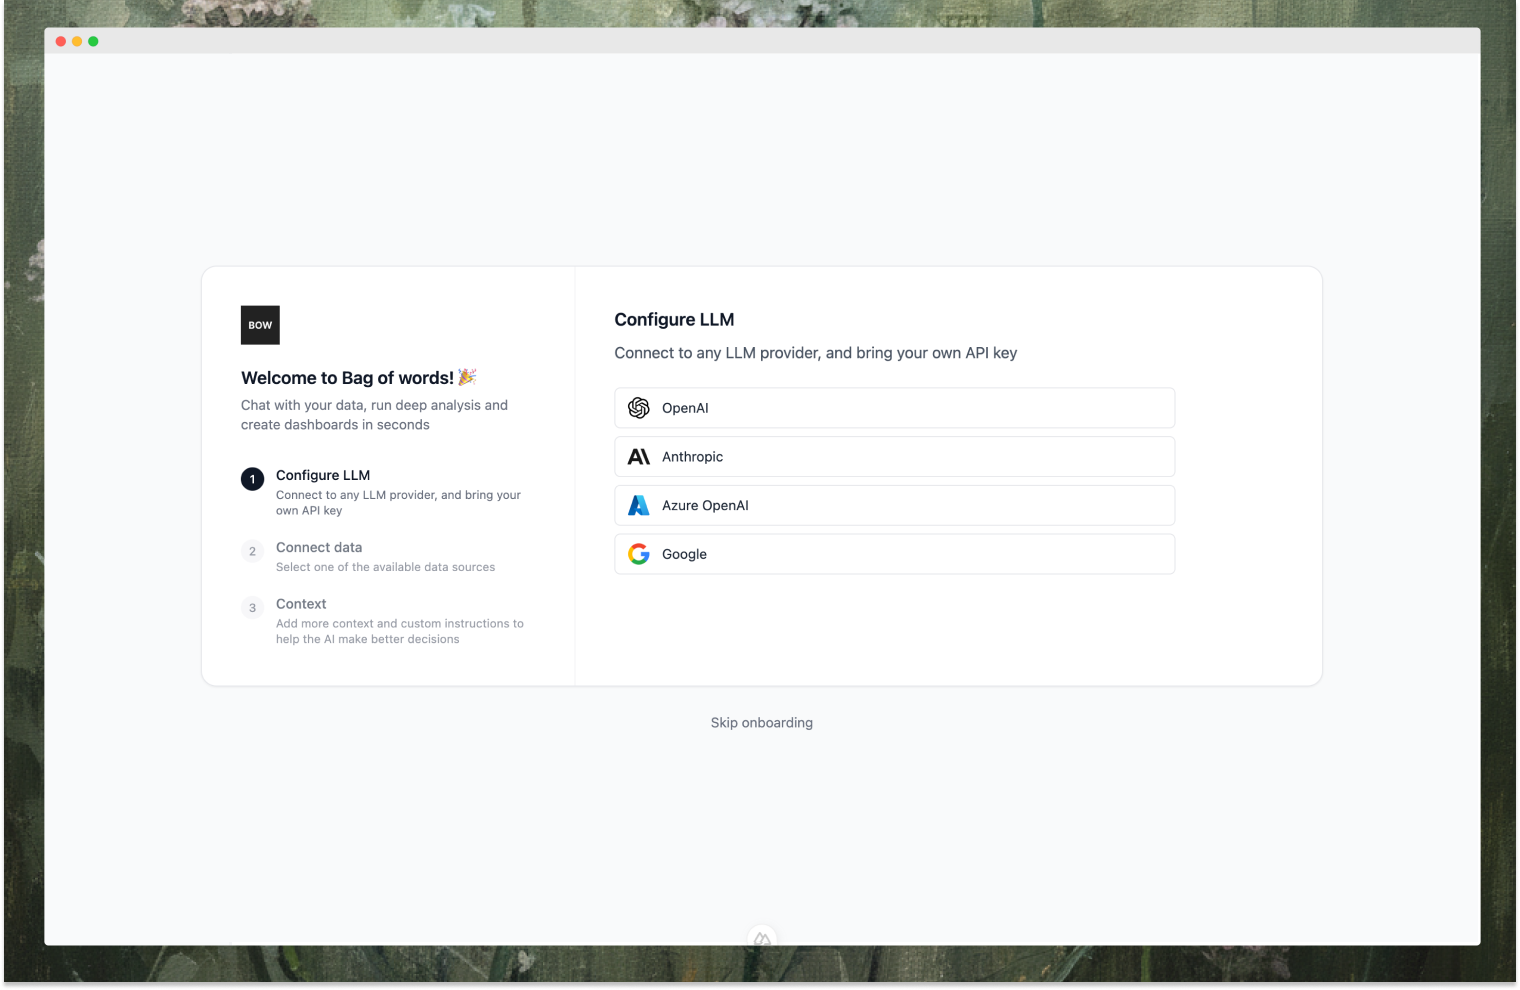 BOW
Welcome to Bag of words! 🎉
Chat with your data, run deep analysis and
create dashboards in seconds
1
Configure LLM
Connect to any LLM provider, and bring your
own API key
2
Connect data
Select one of the available data sources
3
Context
Add more context and custom instructions to
help the AI make better decisions
Configure LLM
Connect to any LLM provider, and bring your own API key
OpenAI
Anthropic
Azure OpenAI
Google
Skip onboarding